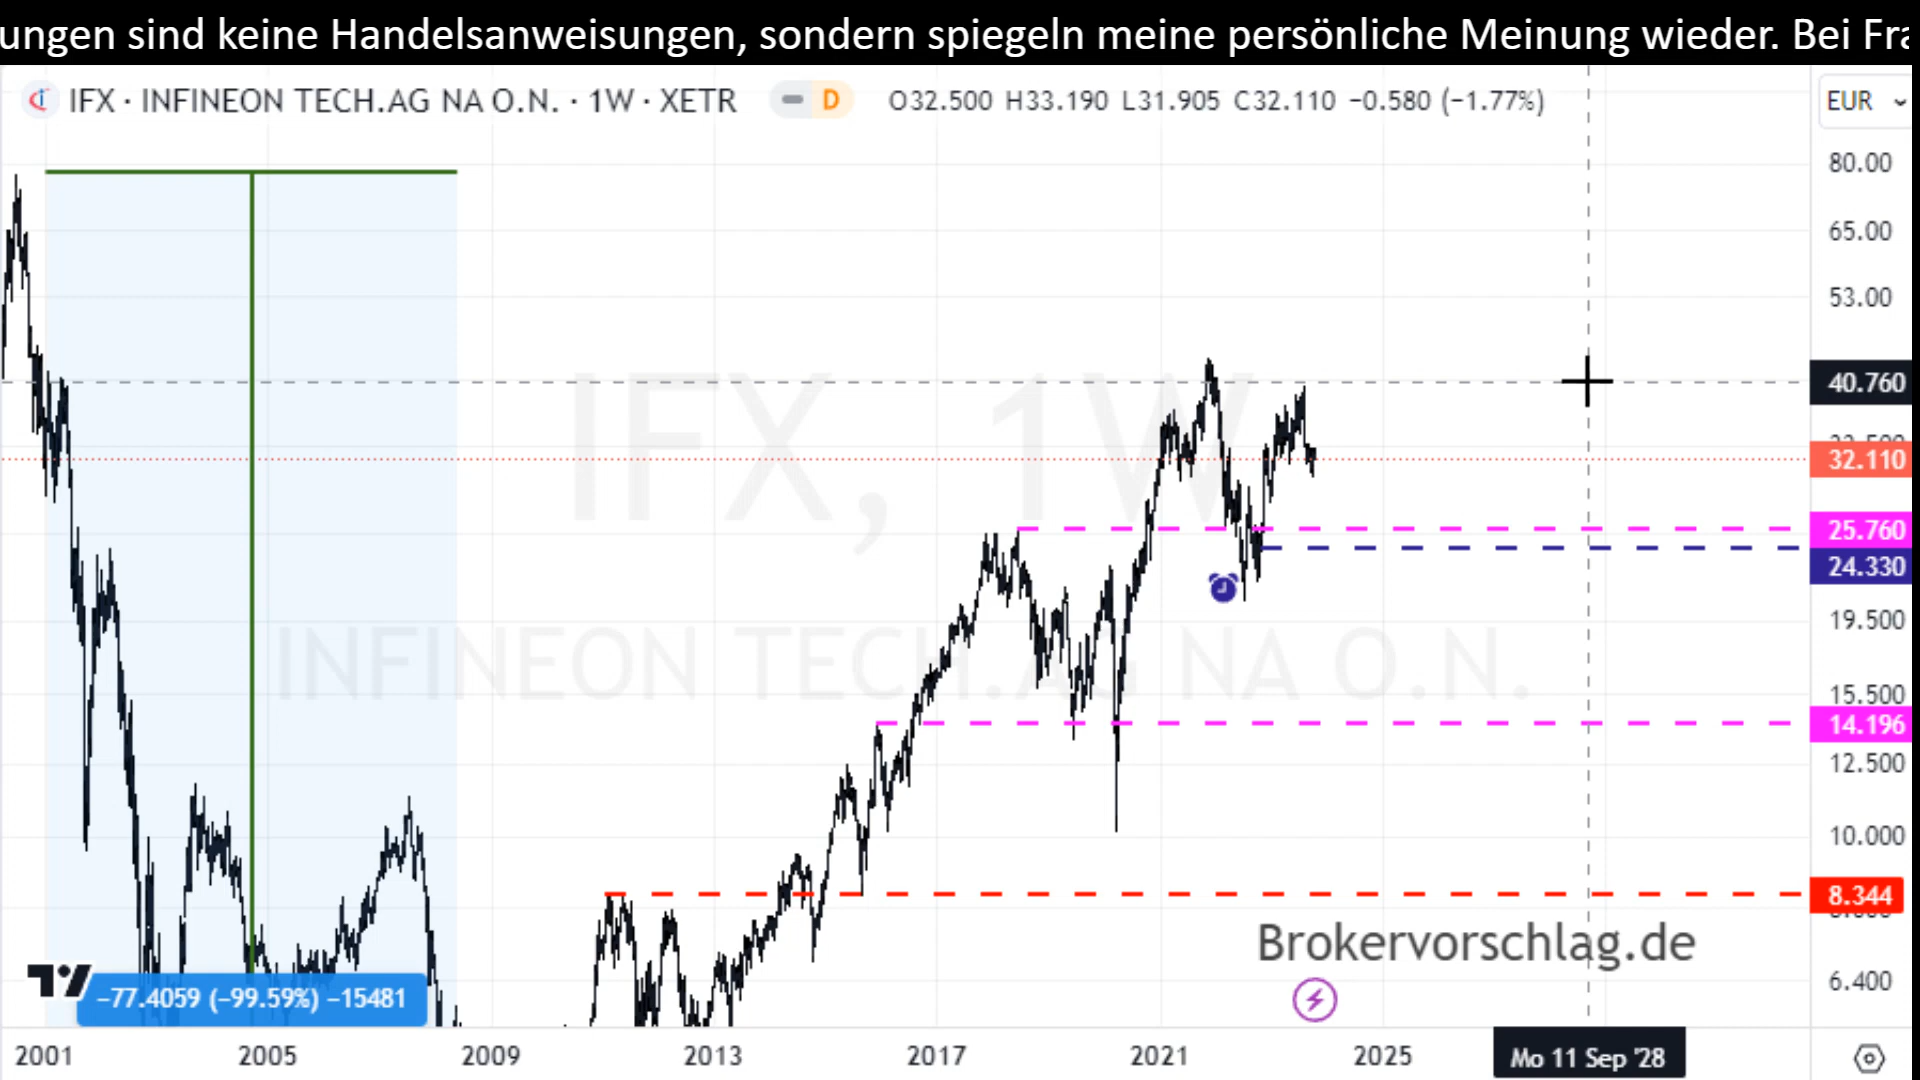 ungen sind keine Handelsanweisungen, sondern spiegeln meine persönliche Meinung wieder. Bei Fra
IFX · INFINEON TECH.AG NA O.N. · 1W · XETR D O32.500 H33.190 L31.905 C32.110 −0.580 (−1.77%)
EUR
80.00
65.00
53.00
IFX, 1W
40.760
32.110
25.760
24.330
19.500
INFINEON TECH.AG NA O.N.
15.500
14.196
12.500
10.000
8.344
Brokervorschlag.de
6.400
−77.4059 (−99.59%) −15481
2001 2005 2009 2013 2017 2021 2025 Mo 11 Sep '28